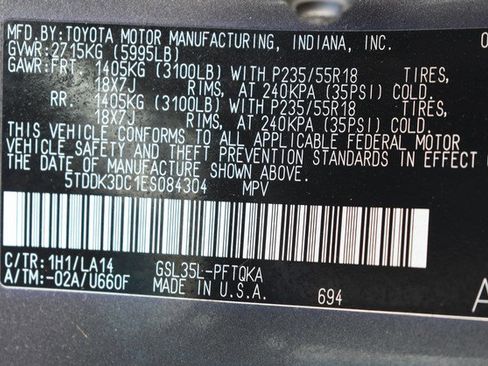 MFD.BY:TOYOTA MOTOR MANUFACTURING, INDIANA, INC. 0
GVWR:2715KG (5995LB)
GAWR:FRT 1405KG (3100LB) WITH P235/55R18 TIRES,
18X7J RIMS, AT 240KPA (35PSI) COLD.
RR. 1405KG (3100LB) WITH P235/55R18 TIRES,
18X7J RIMS, AT 240KPA (35PSI) COLD.
THIS VEHICLE CONFORMS TO ALL APPLICABLE FEDERAL MOTOR
VEHICLE SAFETY AND THEFT PREVENTION STANDARDS IN EFFECT
THE DATE OF MANUFACTURE SHOWN ABOVE.
5TDDK3DC1ES084304 MPV
C/TR:1H1/LA14 GSL35L-PFTQKA
A/TM:-02A/U660F MADE IN U.S.A.
694 A